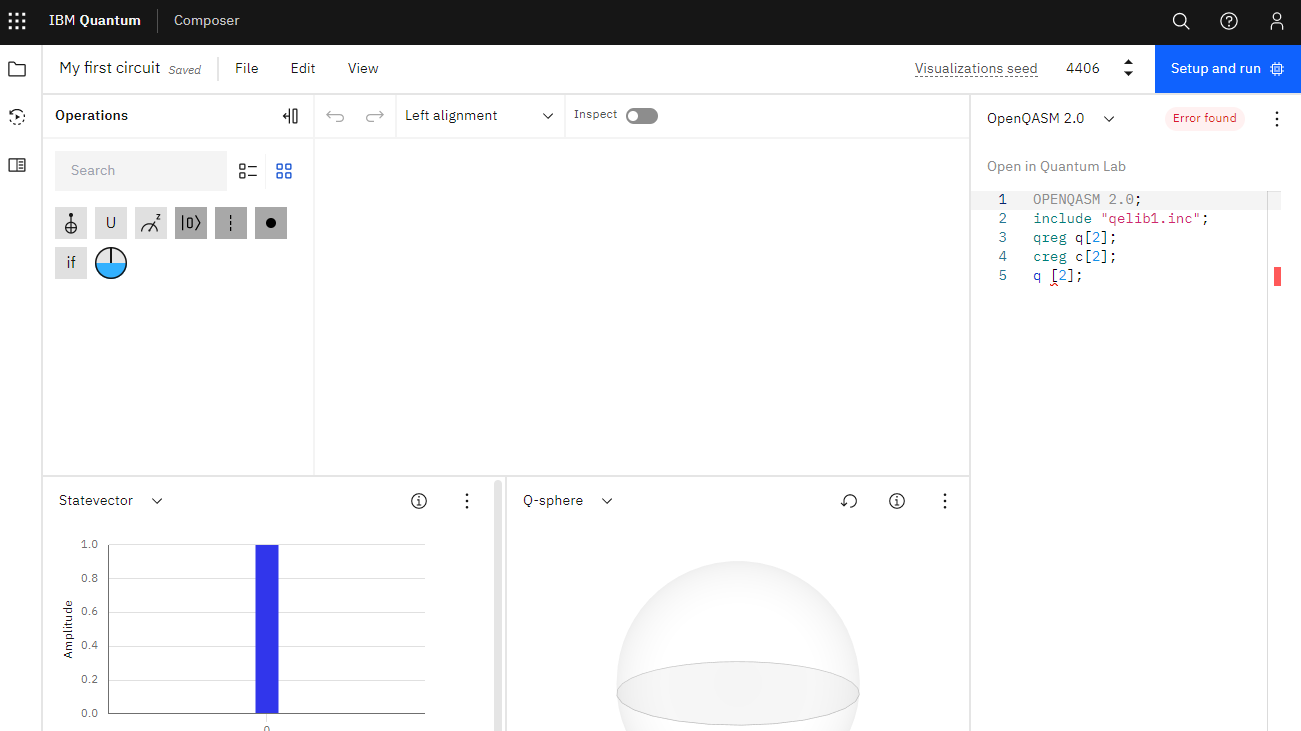 IBM Quantum Composer
My first circuit Saved File Edit View Visualizations seed 4406 Setup and run
Operations Left alignment Inspect OpenQASM 2.0 Error found
Search Open in Quantum Lab
U z |0⟩
if
1 OPENQASM 2.0;
2 include "qelib1.inc";
3 qreg q[2];
4 creg c[2];
5 q [2];
Statevector Q-sphere
1.0
0.8
0.6
0.4
0.2
0.0
Amplitude
0